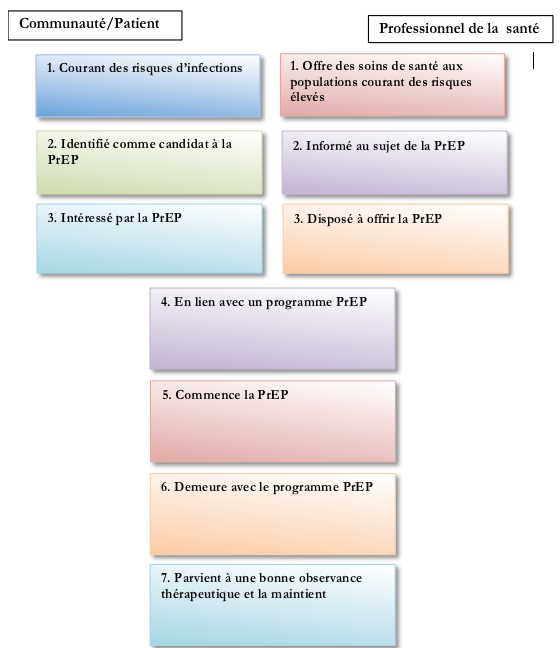 Communauté/Patient
Professionnel de la santé
1. Courant des risques d'infections
1. Offre des soins de santé aux
populations courant des risques
élevés
2. Identifié comme candidat à la
PrEP
2. Informé au sujet de la PrEP
3. Intéressé par la PrEP
3. Disposé à offrir la PrEP
4. En lien avec un programme PrEP
5. Commence la PrEP
6. Demeure avec le programme PrEP
7. Parvient à une bonne observance
thérapeutique et la maintient